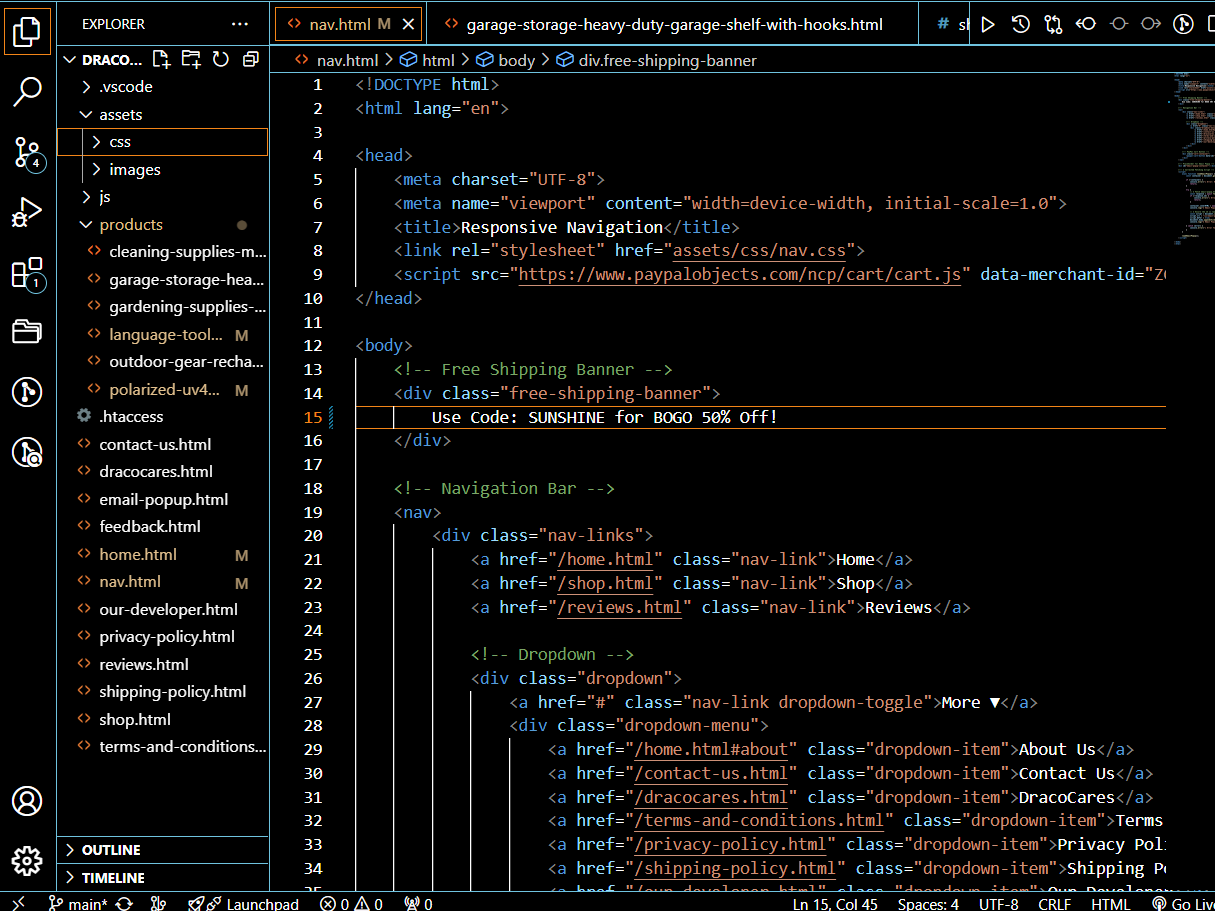 EXPLORER
nav.html M
garage-storage-heavy-duty-garage-shelf-with-hooks.html
#
DRACO...
nav.html > html > body > div.free-shipping-banner
.vscode
assets
css
images
js
products
cleaning-supplies-m...
garage-storage-hea...
gardening-supplies-...
language-tool... M
outdoor-gear-recha...
polarized-uv4... M
.htaccess
contact-us.html
dracocares.html
email-popup.html
feedback.html
home.html M
nav.html M
our-developer.html
privacy-policy.html
reviews.html
shipping-policy.html
shop.html
terms-and-conditions...
OUTLINE
TIMELINE
4
1
1 <!DOCTYPE html>
2 <html lang="en">
3
4 <head>
5 <meta charset="UTF-8">
6 <meta name="viewport" content="width=device-width, initial-scale=1.0">
7 <title>Responsive Navigation</title>
8 <link rel="stylesheet" href="assets/css/nav.css">
9 <script src="https://www.paypalobjects.com/ncp/cart/cart.js" data-merchant-id="
10 </head>
11
12 <body>
13 <!-- Free Shipping Banner -->
14 <div class="free-shipping-banner">
15 Use Code: SUNSHINE for BOGO 50% Off!
16 </div>
17
18 <!-- Navigation Bar -->
19 <nav>
20 <div class="nav-links">
21 <a href="/home.html" class="nav-link">Home</a>
22 <a href="/shop.html" class="nav-link">Shop</a>
23 <a href="/reviews.html" class="nav-link">Reviews</a>
24
25 <!-- Dropdown -->
26 <div class="dropdown">
27 <a href="#" class="nav-link dropdown-toggle">More ▼</a>
28 <div class="dropdown-menu">
29 <a href="/home.html#about" class="dropdown-item">About Us</a>
30 <a href="/contact-us.html" class="dropdown-item">Contact Us</a>
31 <a href="/dracocares.html" class="dropdown-item">DracoCares</a>
32 <a href="/terms-and-conditions.html" class="dropdown-item">Terms
33 <a href="/privacy-policy.html" class="dropdown-item">Privacy Poli
34 <a href="/shipping-policy.html" class="dropdown-item">Shipping Po
35 <a href="/our-developer.html" class="dropdown-item">Our Developer
main* Launchpad 0 0 0 Ln 15, Col 45 Spaces: 4 UTF-8 CRLF HTML Go Live